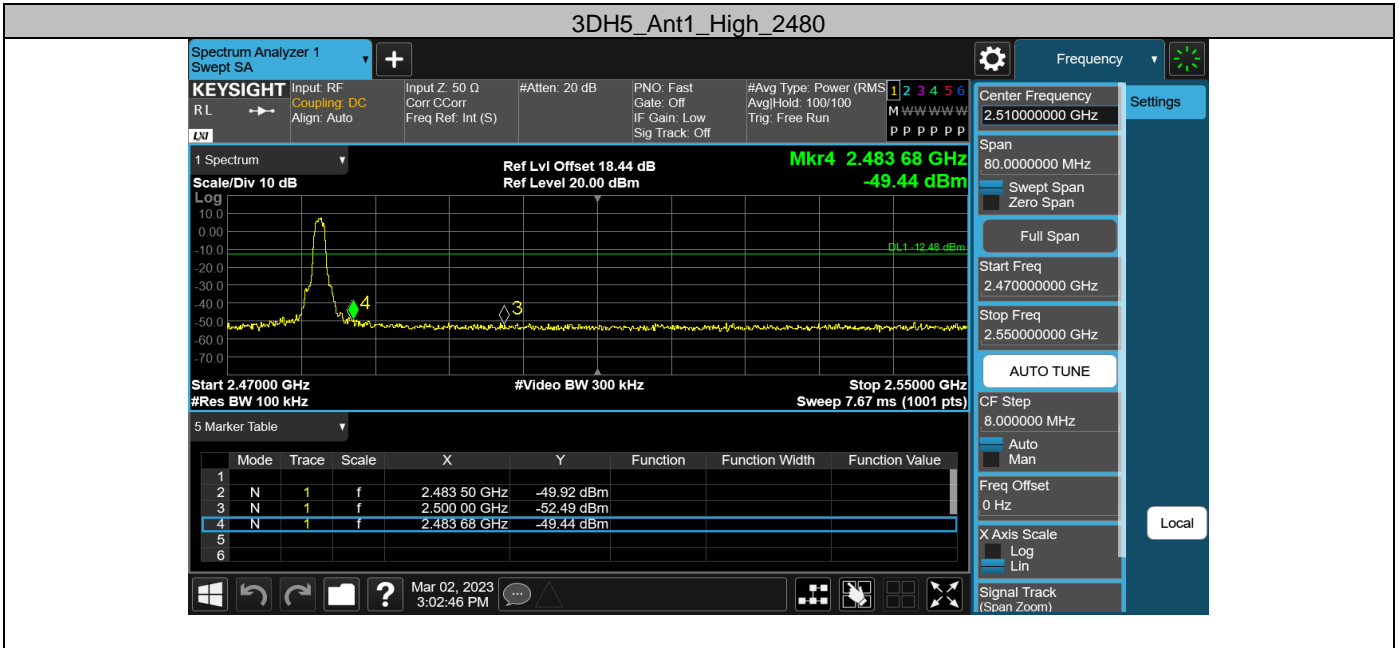 3DH5_Ant1_High_2480
Spectrum Analyzer 1
Swept SA
Frequency
KEYSIGHT
RL
LXI
Input: RF
Coupling: DC
Align: Auto
Input Z: 50 Ω
Corr CCorr
Freq Ref: Int (S)
#Atten: 20 dB
PNO: Fast
Gate: Off
IF Gain: Low
Sig Track: Off
#Avg Type: Power (RMS
Avg|Hold: 100/100
Trig: Free Run
1 2 3 4 5 6
M W W W W W
P P P P P P
1 Spectrum
Scale/Div 10 dB
Ref Lvl Offset 18.44 dB
Ref Level 20.00 dBm
Mkr4 2.483 68 GHz
-49.44 dBm
Log
10.0
0.00
-10.0
DL1 -12.48 dBm
-20.0
-30.0
-40.0
4
3
-50.0
-60.0
-70.0
Start 2.47000 GHz
#Video BW 300 kHz
Stop 2.55000 GHz
#Res BW 100 kHz
Sweep 7.67 ms (1001 pts)
5 Marker Table
Mode Trace Scale X Y Function Function Width Function Value
1
2 N 1 f 2.483 50 GHz -49.92 dBm
3 N 1 f 2.500 00 GHz -52.49 dBm
4 N 1 f 2.483 68 GHz -49.44 dBm
5
6
?
Mar 02, 2023
3:02:46 PM
Center Frequency
2.510000000 GHz
Settings
Span
80.0000000 MHz
Swept Span
Zero Span
Full Span
Start Freq
2.470000000 GHz
Stop Freq
2.550000000 GHz
AUTO TUNE
CF Step
8.000000 MHz
Auto
Man
Freq Offset
0 Hz
Local
X Axis Scale
Log
Lin
Signal Track
(Span Zoom)